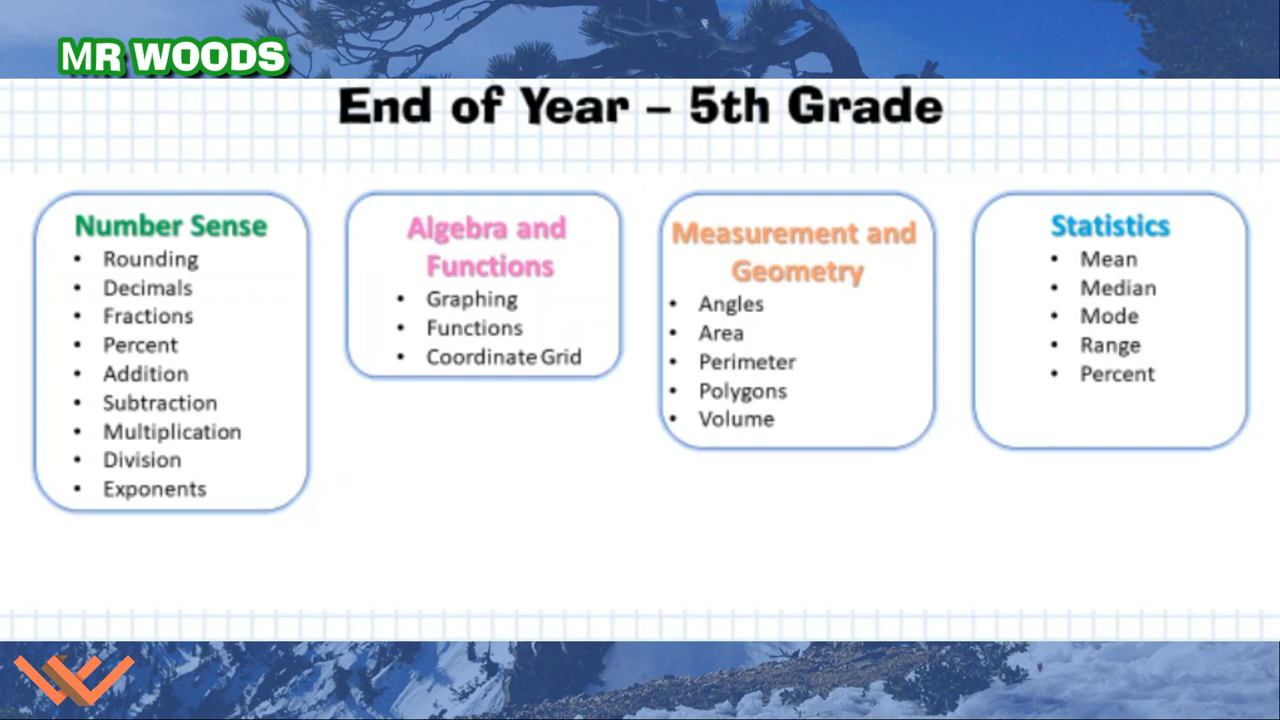 MR WOODS
End of Year – 5th Grade
Number Sense
• Rounding
• Decimals
• Fractions
• Percent
• Addition
• Subtraction
• Multiplication
• Division
• Exponents
Algebra and
Functions
• Graphing
• Functions
• Coordinate Grid
Measurement and
Geometry
• Angles
• Area
• Perimeter
• Polygons
• Volume
Statistics
• Mean
• Median
• Mode
• Range
• Percent